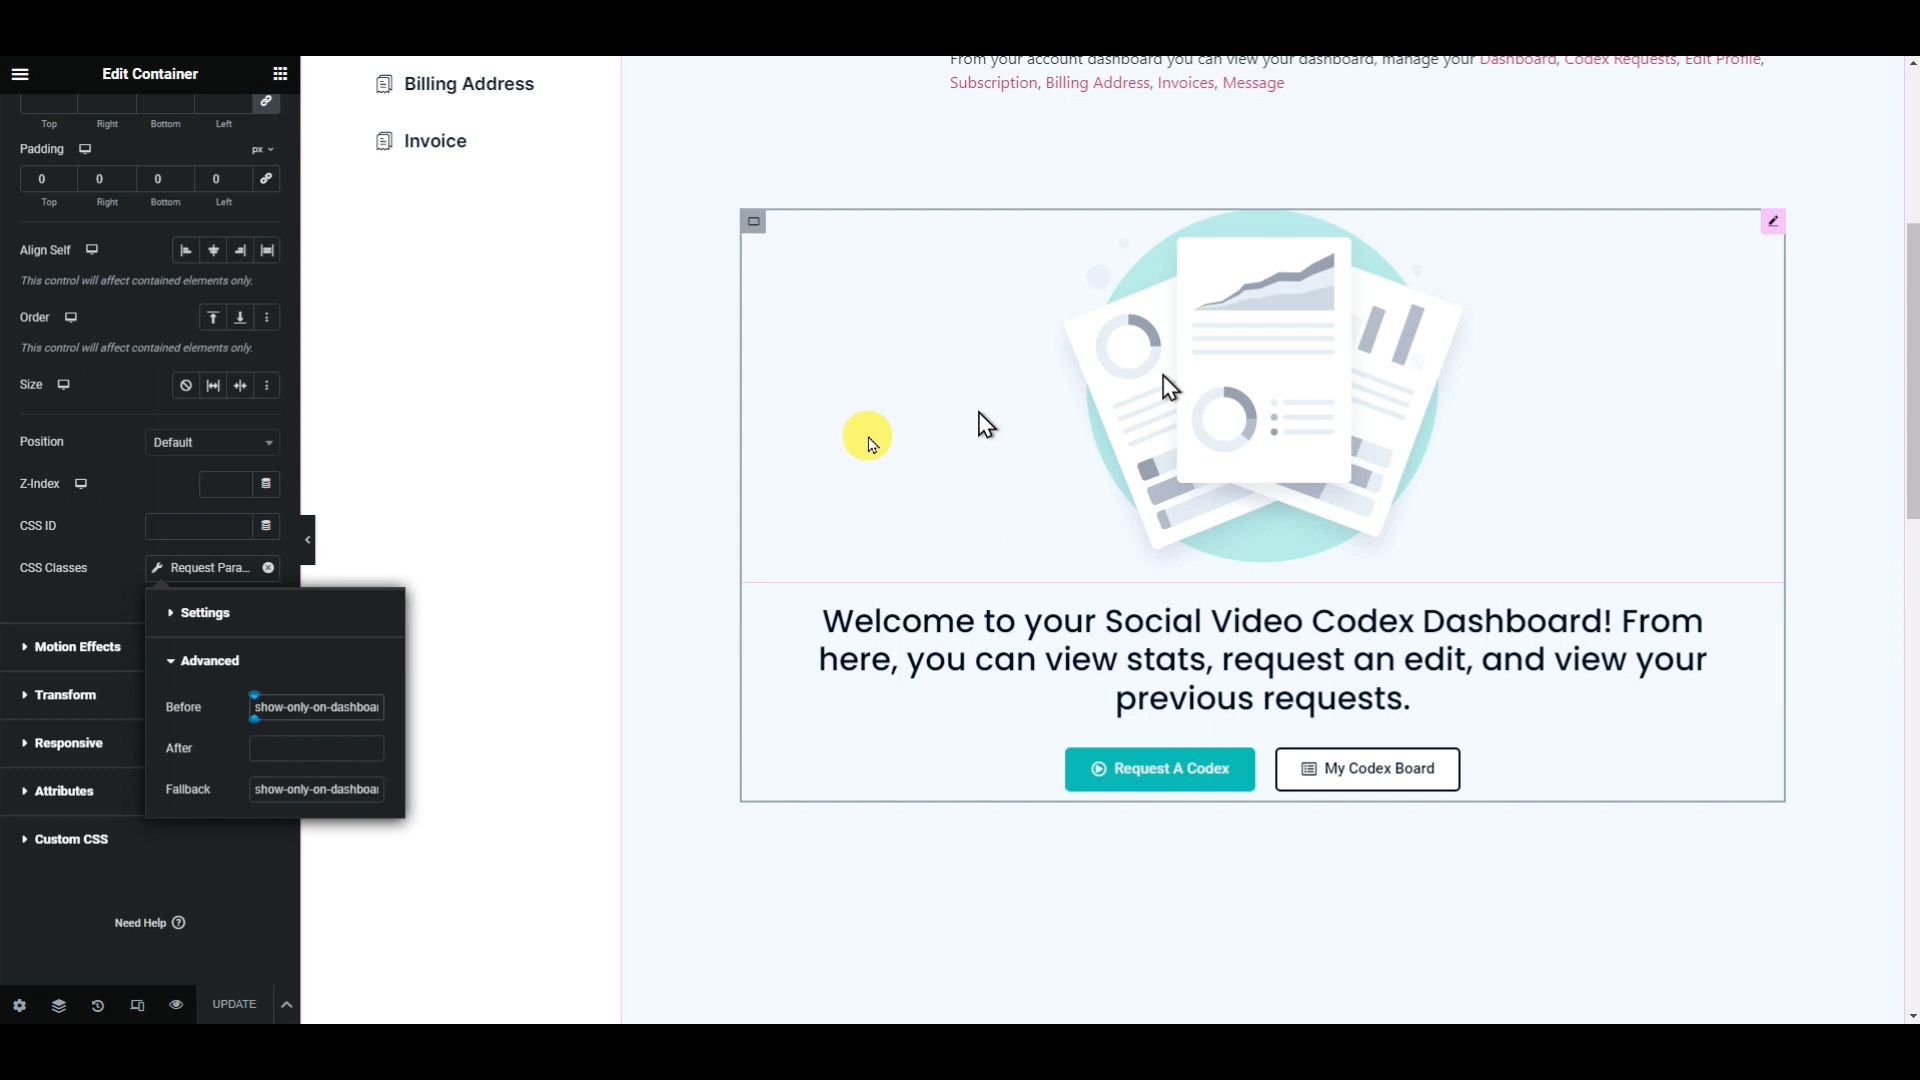 Edit Container
Top Right Bottom Left
Padding px
0 0 0 0
Top Right Bottom Left
Align Self
This control will affect contained elements only.
Order
This control will affect contained elements only.
Size
Position Default
Z-Index
CSS ID
CSS Classes Request Para...
Settings
Advanced
Before show-only-on-dashboar
After
Fallback show-only-on-dashboar
Motion Effects
Transform
Responsive
Attributes
Custom CSS
Need Help
UPDATE
Billing Address
Invoice
From your account dashboard you can view your dashboard, manage your Dashboard, Codex Requests, Edit Profile,
Subscription, Billing Address, Invoices, Message
Welcome to your Social Video Codex Dashboard! From
here, you can view stats, request an edit, and view your
previous requests.
Request A Codex
My Codex Board